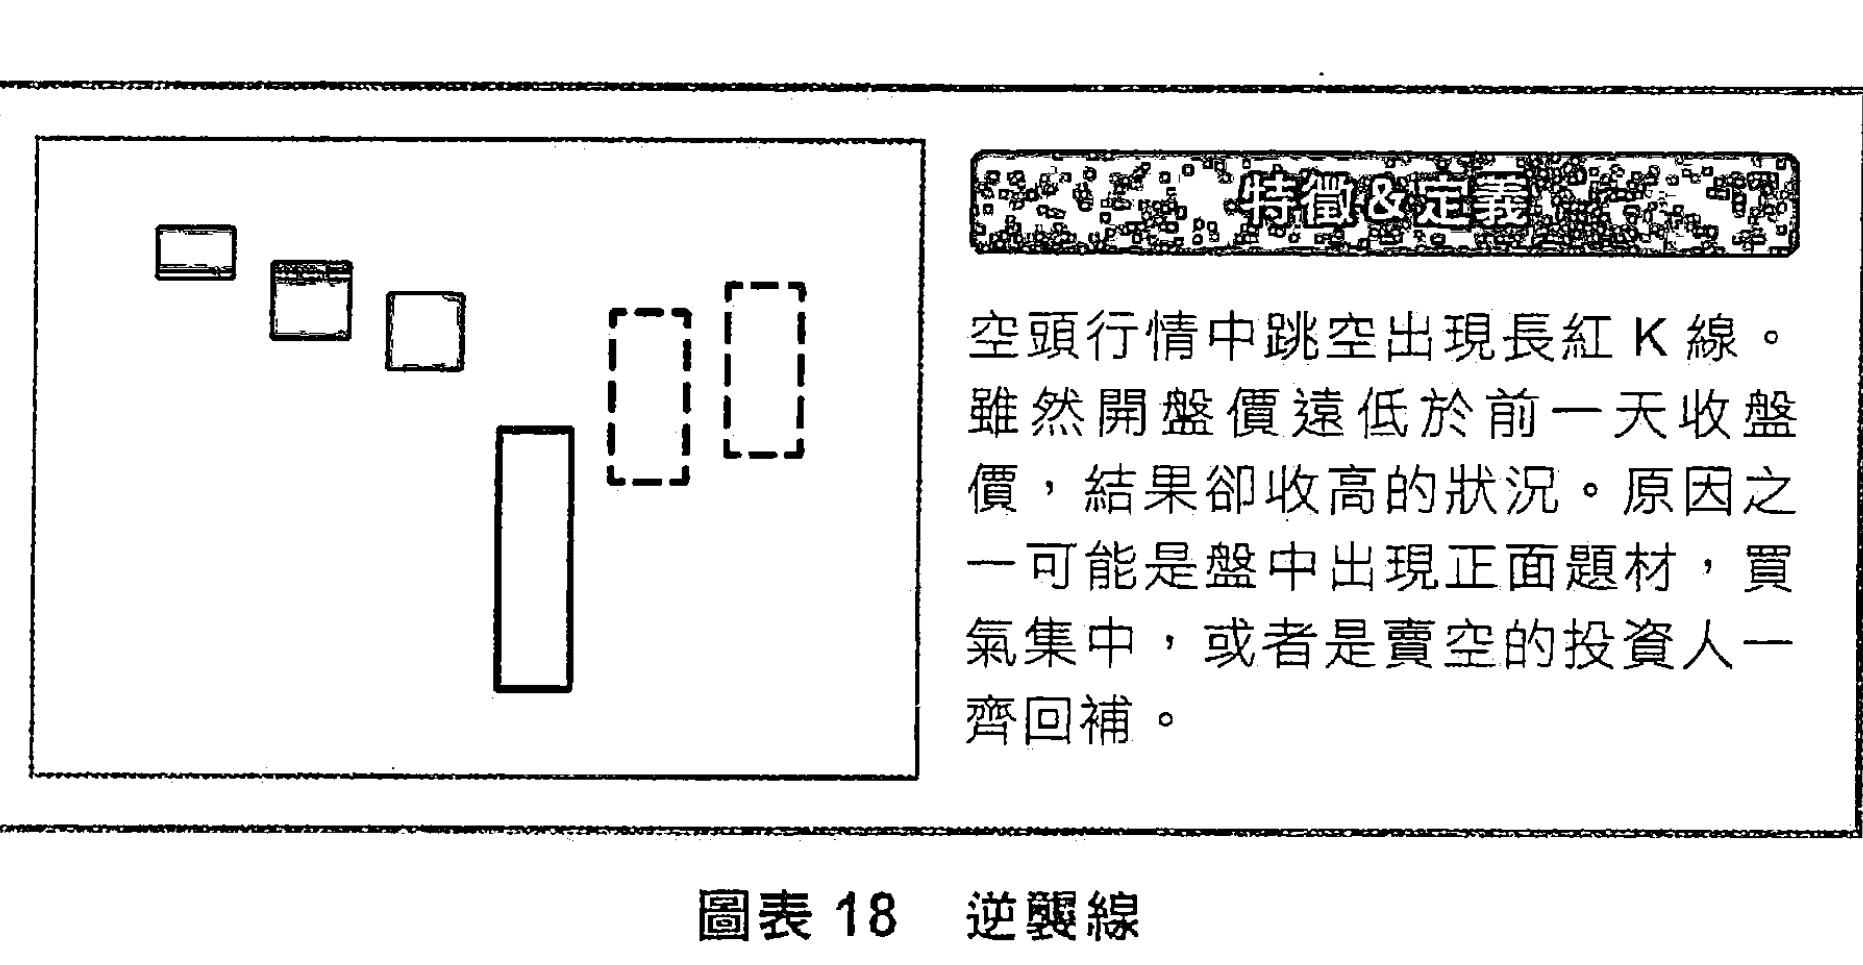 特徵&定義
空頭行情中跳空出現長紅 K 線。
雖然開盤價遠低於前一天收盤
價，結果卻收高的狀況。原因之
一可能是盤中出現正面題材，買
氣集中，或者是賣空的投資人一
齊回補。
圖表 18 逆襲線